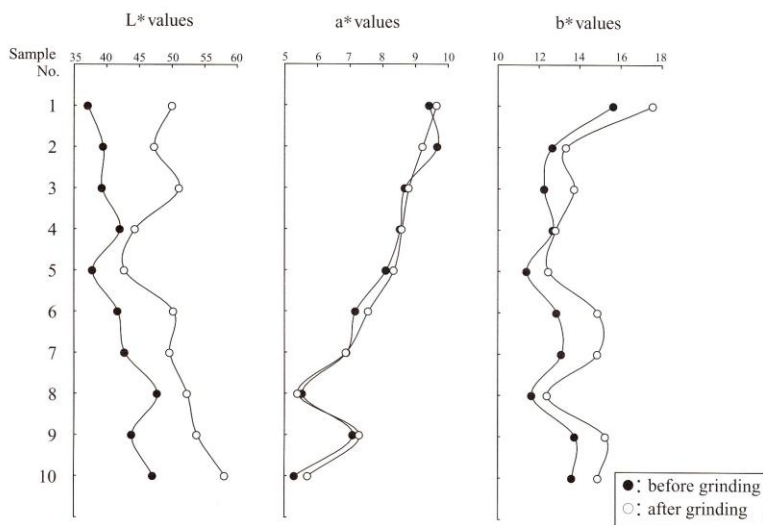 L* values
a* values
b* values
Sample
No.
35 40 45 50 55 60
5 6 7 8 9 10
10 12 14 16 18
1
2
3
4
5
6
7
8
9
10
●: before grinding
○: after grinding